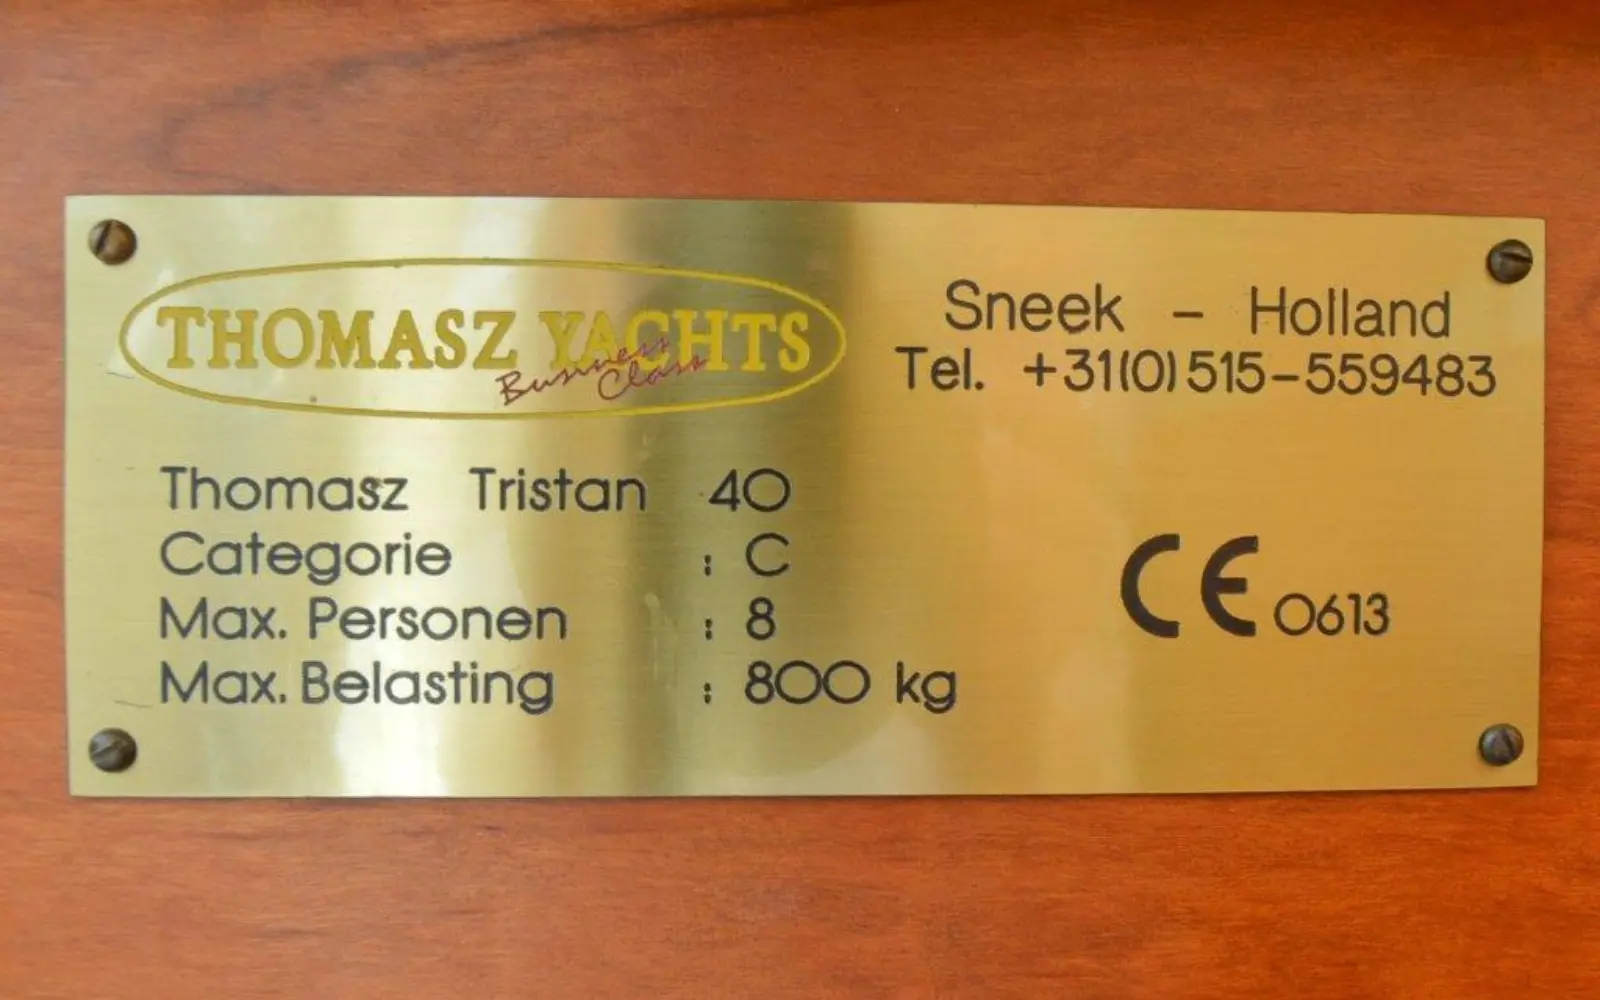 THOMASZ YACHTS
Business Class
Sneek - Holland
Tel. +31(0)515-559483
Thomasz Tristan 40
Categorie : C
Max. Personen : 8
Max. Belasting : 800 kg
CE 0613